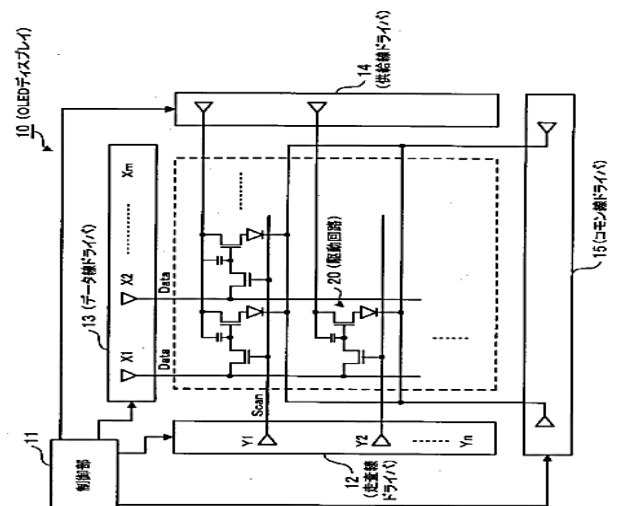 10 (OLEDディスプレイ)
11
制御部
13 (データ線ドライバ)
X1
X2
········
Xm
Data
Data
14
(供給線ドライバ)
········
Scan
20 (駆動回路)
Y1
Y2
······
Yn
······
12
(走査線
ドライバ)
15 (コモン線ドライバ)